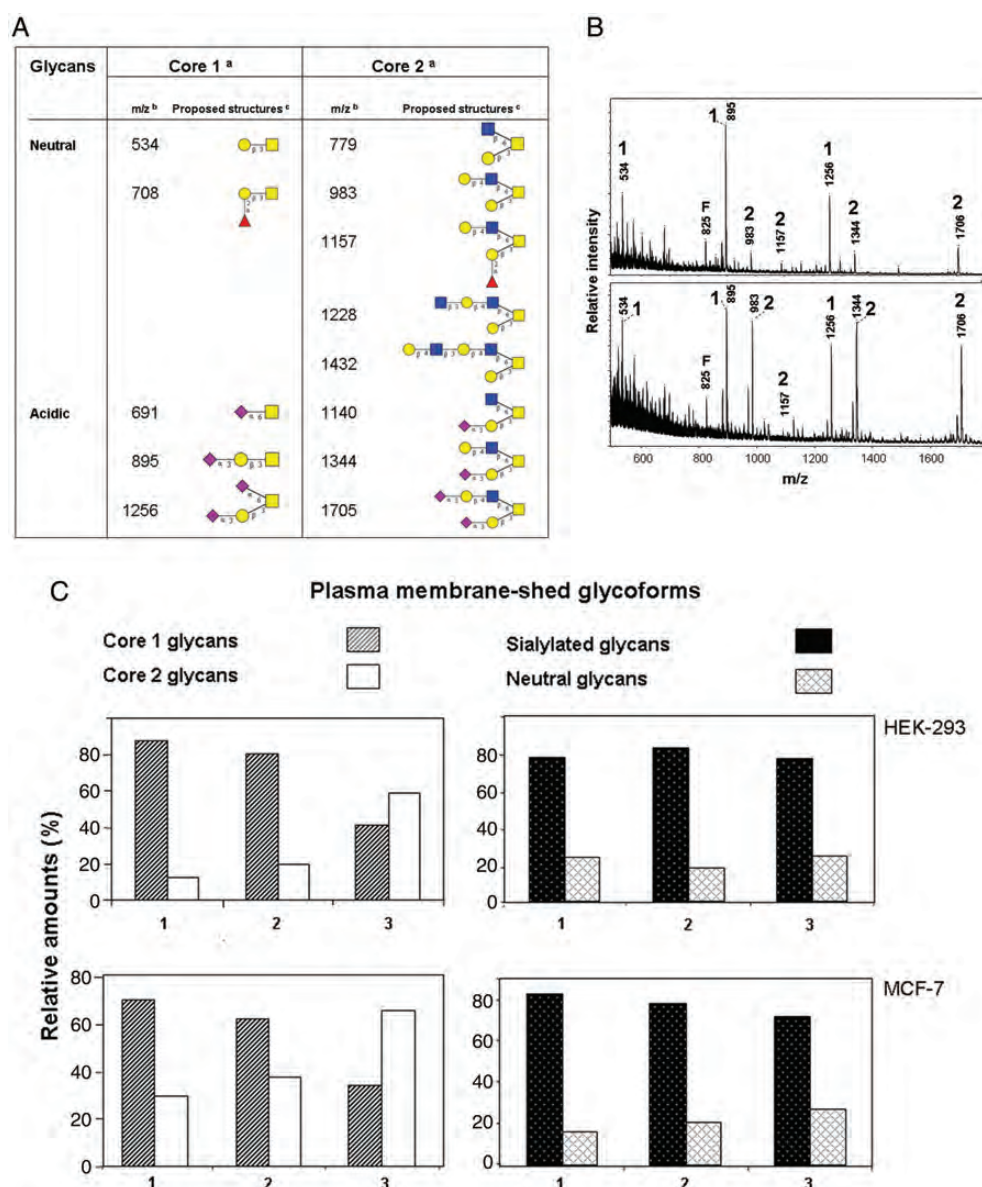 A
Glycans Core 1 a Core 2 a
m/z b Proposed structures c m/z b Proposed structures c
Neutral 534 779
708 983
1157
1228
1432
Acidic 691 1140
895 1344
1256 1705
B
Relative intensity
1 534
825 F
1 895
983 2
1157 2
1 1256
1344 2
1706 2
534 1
825 F
1 895
983 2
1157 2
1256 1
1344 2
1706 2
600 800 1000 1200 1400 1600
m/z
C
Plasma membrane-shed glycoforms
Core 1 glycans
Core 2 glycans
Sialylated glycans
Neutral glycans
Relative amounts (%)
HEK-293
80
60
40
20
0
1 2 3
80
60
40
20
0
1 2 3
MCF-7
80
60
40
20
0
1 2 3
80
60
40
20
0
1 2 3